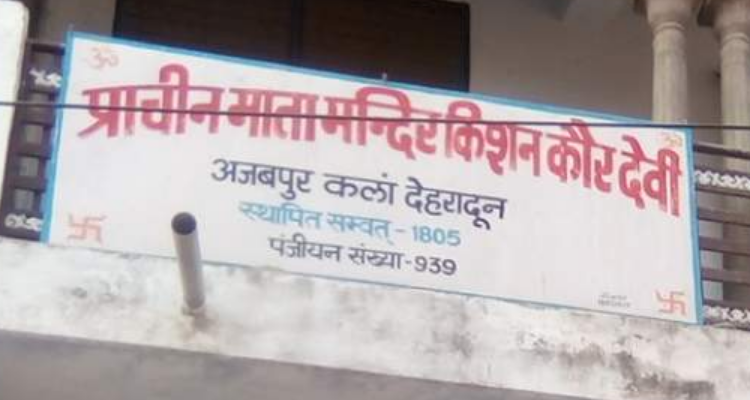 ॐ ॐ
प्राचीन माता मन्दिर किशन कौर देवी
अजबपुर कलां देहरादून
स्थापित सम्वत् - 1805
पंजीयन संख्या-939